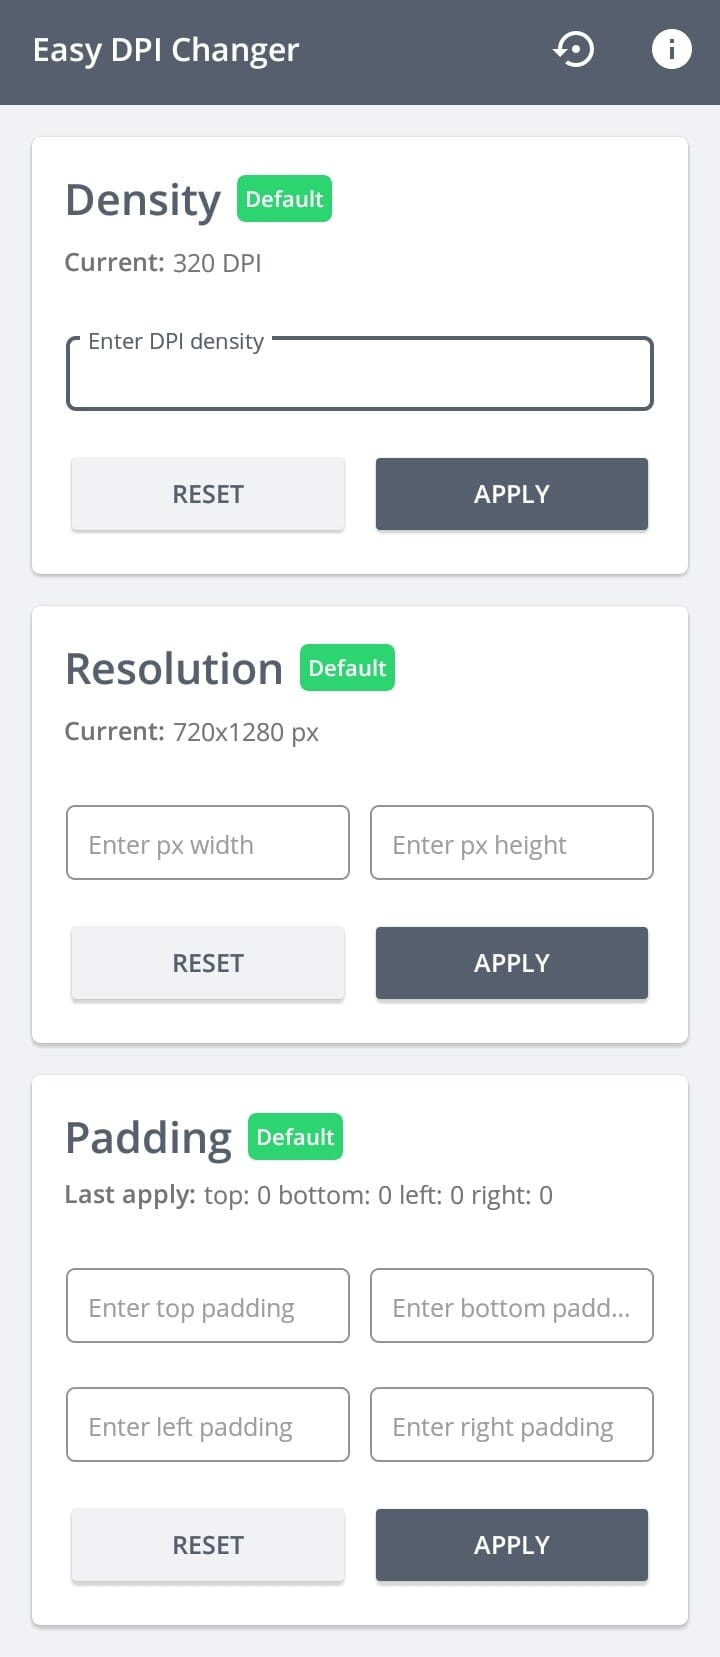 Easy DPI Changer
Density Default
Current: 320 DPI
Enter DPI density
RESET APPLY
Resolution Default
Current: 720x1280 px
Enter px width Enter px height
RESET APPLY
Padding Default
Last apply: top: 0 bottom: 0 left: 0 right: 0
Enter top padding Enter bottom padd...
Enter left padding Enter right padding
RESET APPLY